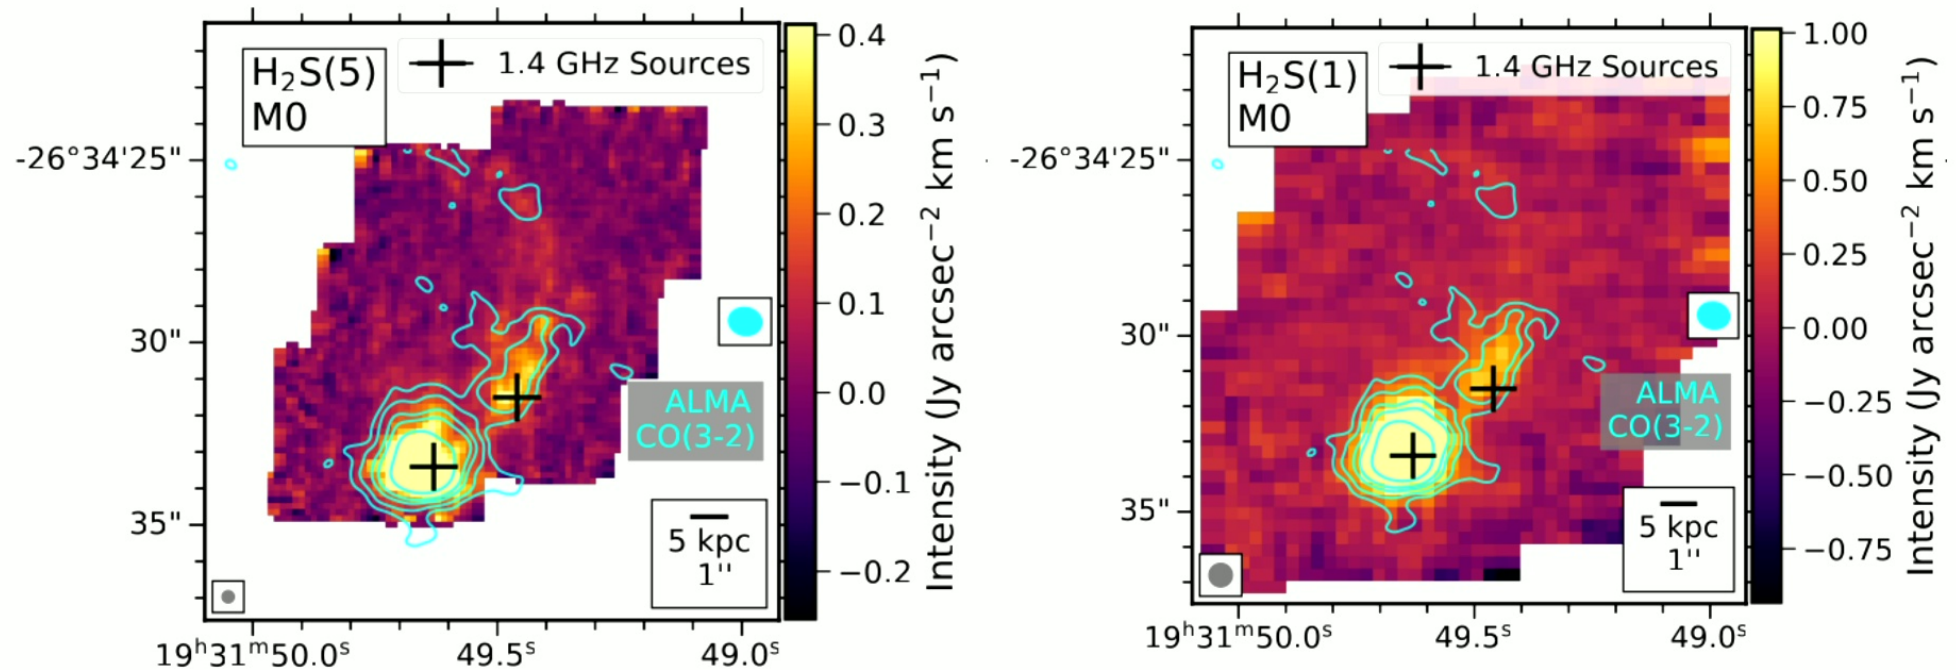 H₂S(5)
M0
1.4 GHz Sources
-26°34'25"
30"
35"
19ʰ31ᵐ50.0ˢ
49.5ˢ
49.0ˢ
ALMA
CO(3-2)
5 kpc
1''
0.4
0.3
0.2
0.1
0.0
−0.1
−0.2
Intensity (Jy arcsec⁻² km s⁻¹)
H₂S(1)
M0
1.4 GHz Sources
-26°34'25"
30"
35"
19ʰ31ᵐ50.0ˢ
49.5ˢ
49.0ˢ
ALMA
CO(3-2)
5 kpc
1''
1.00
0.75
0.50
0.25
0.00
−0.25
−0.50
−0.75
Intensity (Jy arcsec⁻² km s⁻¹)